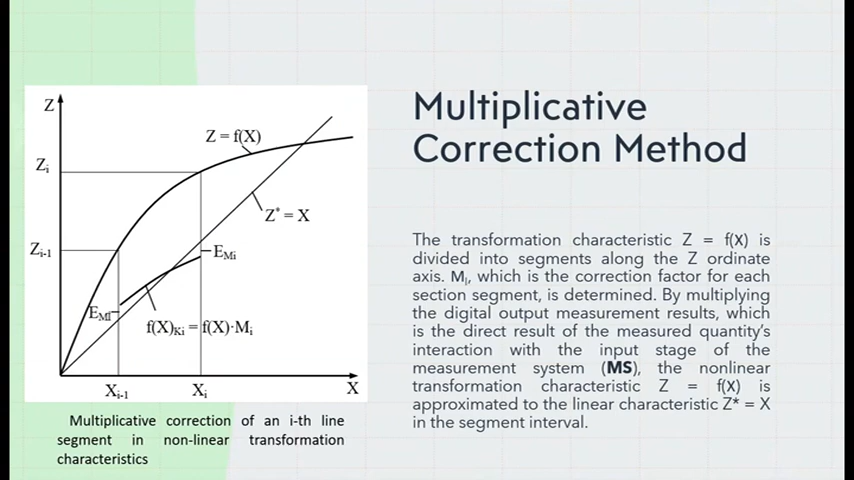 Multiplicative
Correction Method
Z
Z = f(X)
Zi
Z* = X
Zi-1
EMi
EMl
f(X)Ki = f(X)·Mi
Xi-1
Xi
X
Multiplicative correction of an i-th line
segment in non-linear transformation
characteristics
The transformation characteristic Z = f(X) is
divided into segments along the Z ordinate
axis. Mi, which is the correction factor for each
section segment, is determined. By multiplying
the digital output measurement results, which
is the direct result of the measured quantity's
interaction with the input stage of the
measurement system (MS), the nonlinear
transformation characteristic Z = f(X) is
approximated to the linear characteristic Z* = X
in the segment interval.